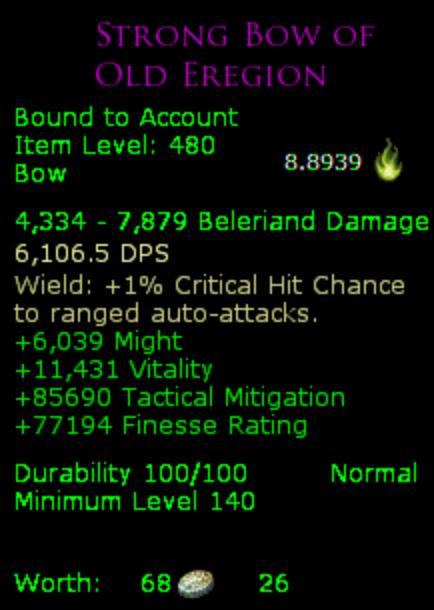 Strong Bow of
Old Eregion
Bound to Account
Item Level: 480
8.8939
Bow
4,334 - 7,879 Beleriand Damage
6,106.5 DPS
Wield: +1% Critical Hit Chance
to ranged auto-attacks.
+6,039 Might
+11,431 Vitality
+85690 Tactical Mitigation
+77194 Finesse Rating
Durability 100/100 Normal
Minimum Level 140
Worth: 68 26